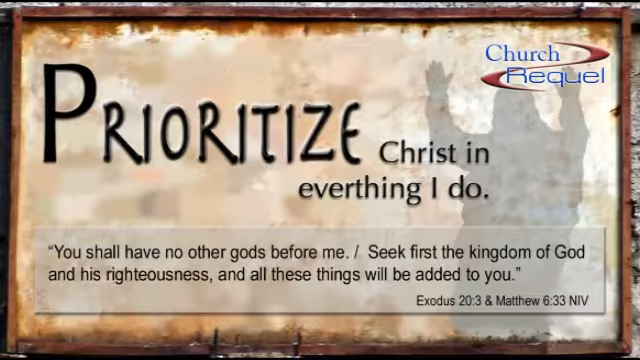 Church
Requel
PRIORITIZE Christ in
everthing I do.
“You shall have no other gods before me. / Seek first the kingdom of God
and his righteousness, and all these things will be added to you.”
Exodus 20:3 & Matthew 6:33 NIV